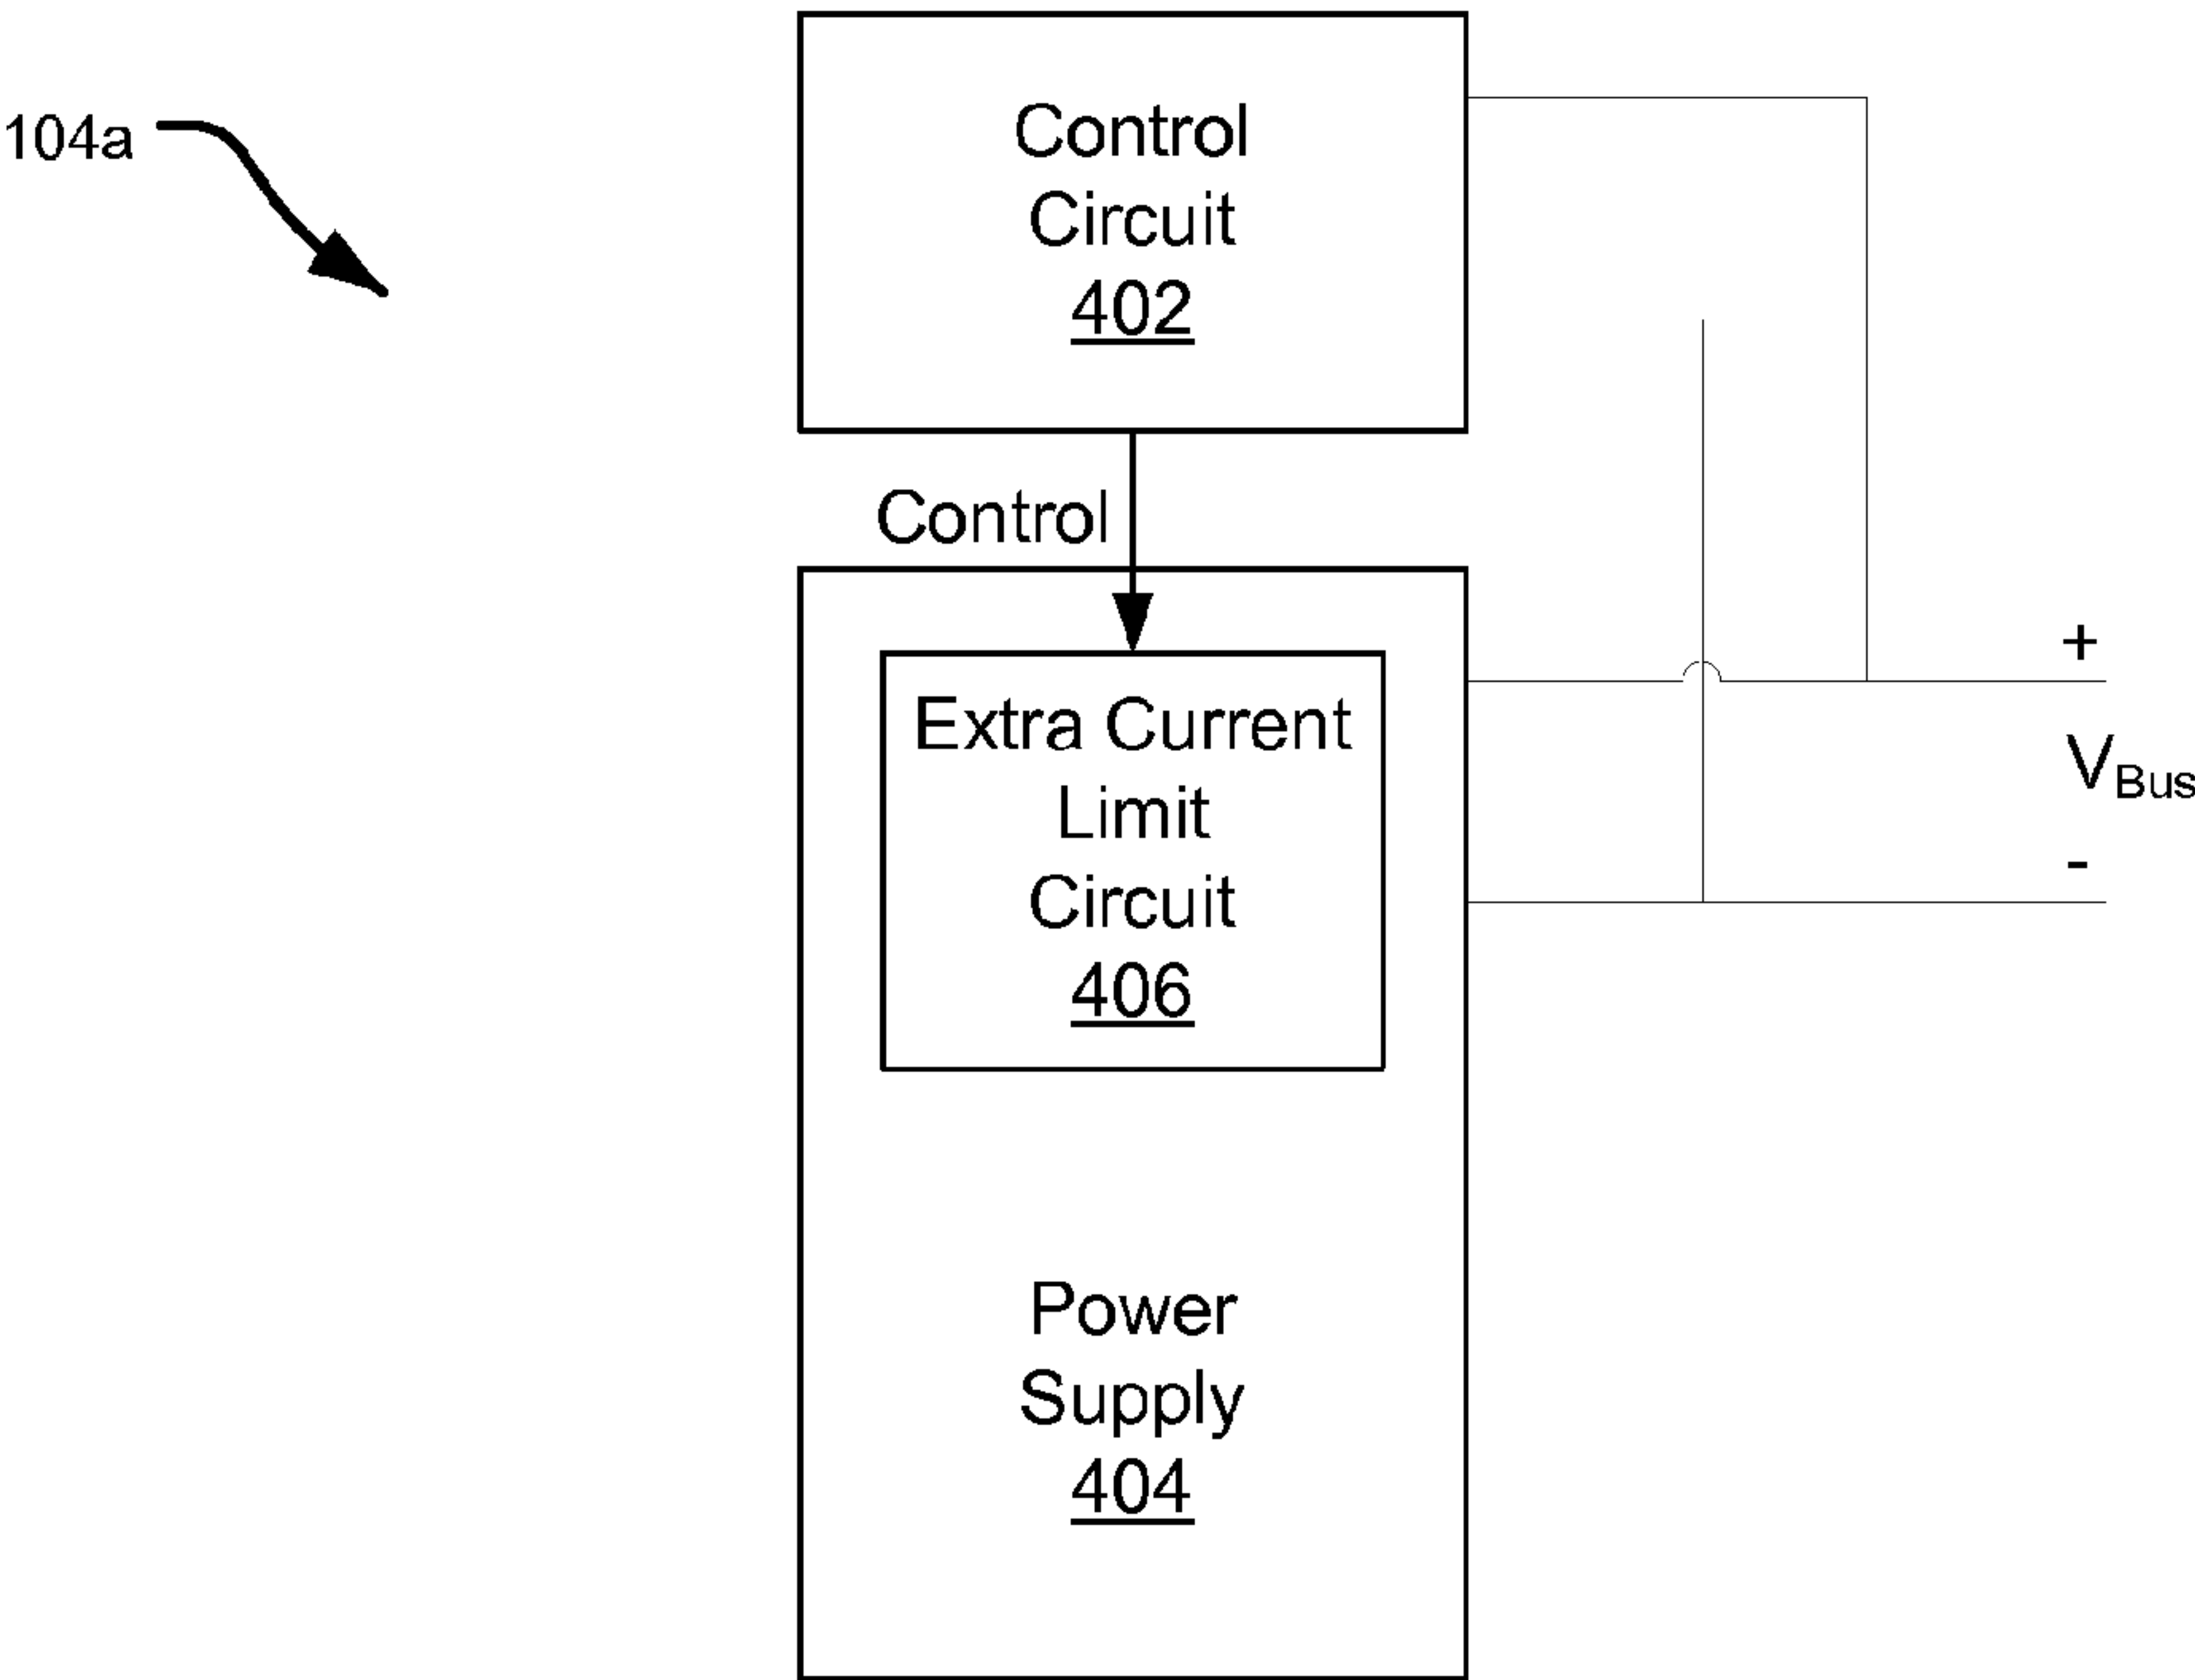 104a
Control
Circuit
402
Control
Extra Current
Limit
Circuit
406
+
VBus
-
Power
Supply
404